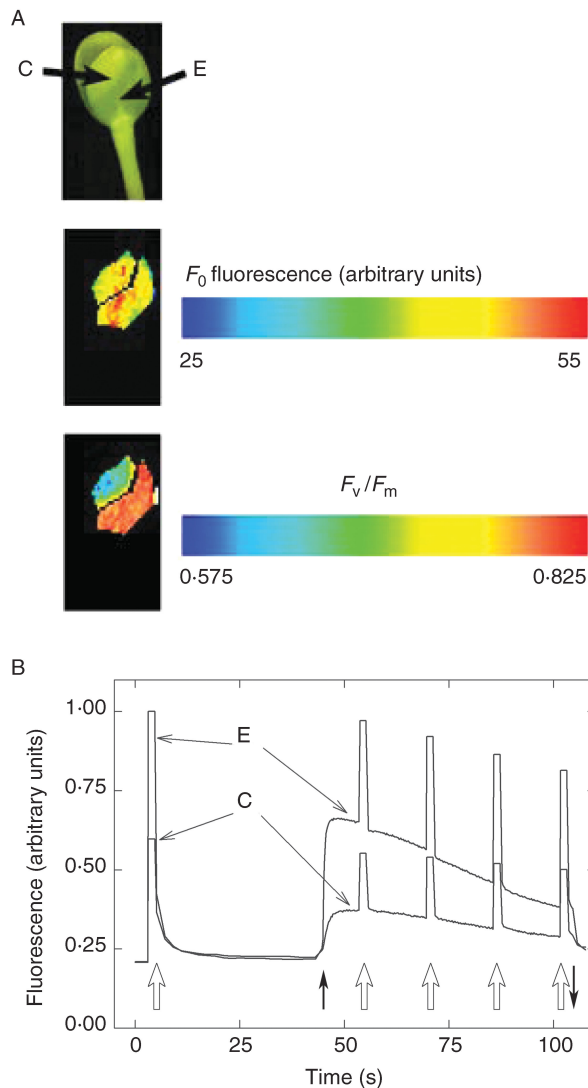 A
C E
F0 fluorescence (arbitrary units)
25 55
Fv/Fm
0·575 0·825
B
1·00
0·75
0·50
0·25
0·00
E
C
Fluorescence (arbitrary units)
0 25 50 75 100
Time (s)